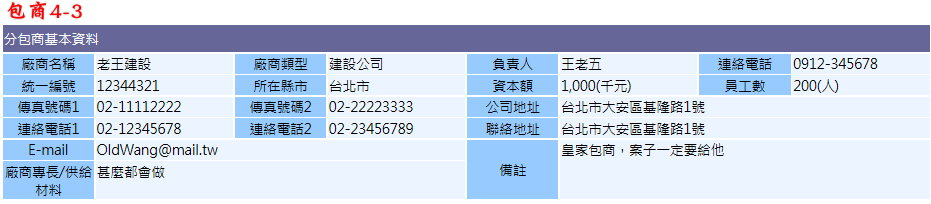 包商4-3
分包商基本資料
廠商名稱 老王建設 廠商類型 建設公司 負責人 王老五 連絡電話 0912-345678
統一編號 12344321 所在縣市 台北市 資本額 1,000(千元) 員工數 200(人)
傳真號碼1 02-11112222 傳真號碼2 02-22223333 公司地址 台北市大安區基隆路1號
連絡電話1 02-12345678 連絡電話2 02-23456789 聯絡地址 台北市大安區基隆路1號
E-mail OldWang@mail.tw 備註 皇家包商，案子一定要給他
廠商專長/供給 甚麼都會做
材料